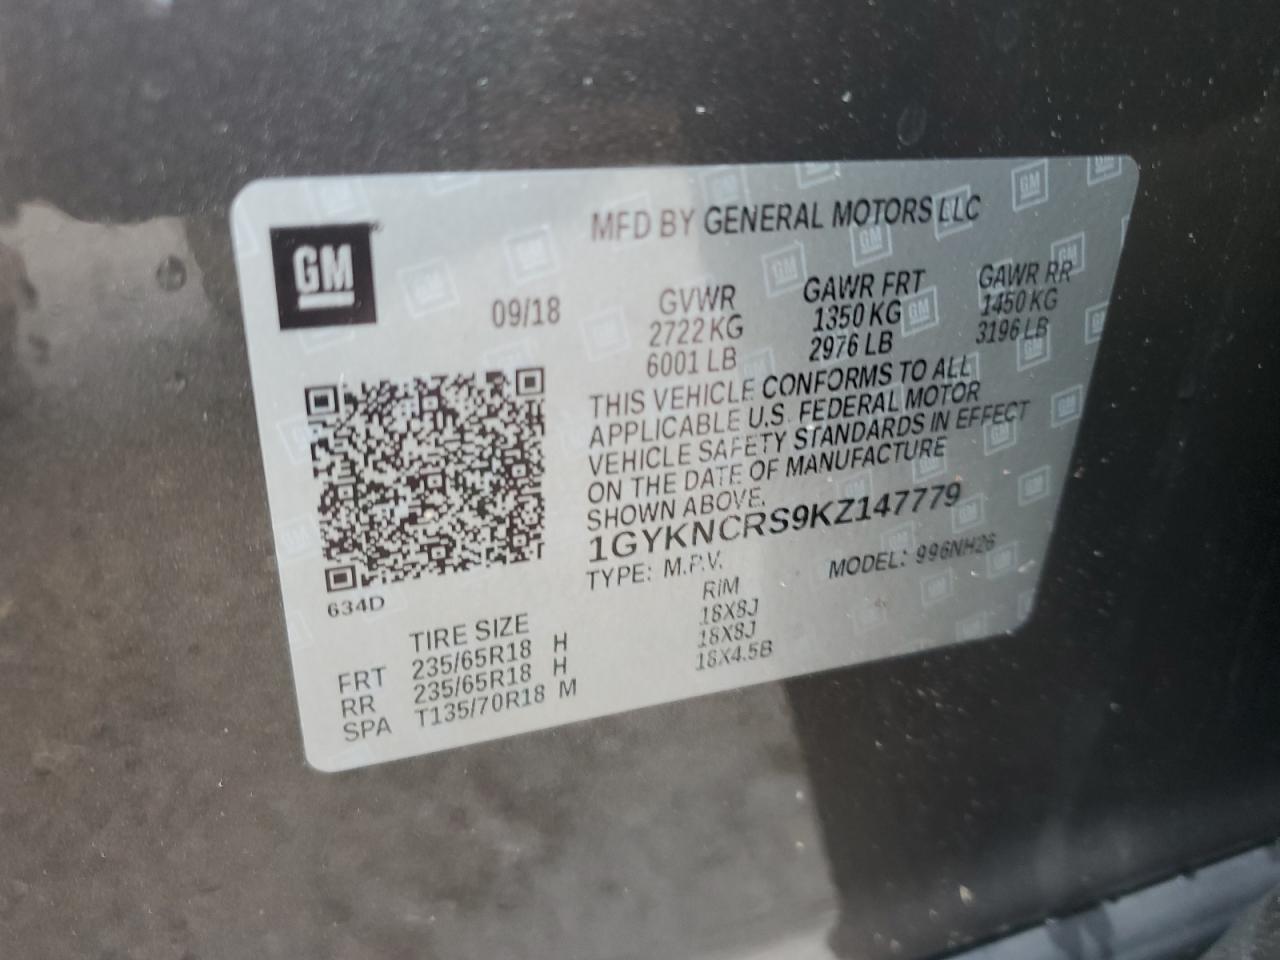 GM
MFD BY GENERAL MOTORS LLC
09/18
GVWR GAWR FRT GAWR RR
2722 KG 1350 KG 1450 KG
6001 LB 2976 LB 3196 LB
THIS VEHICLE CONFORMS TO ALL
APPLICABLE U.S. FEDERAL MOTOR
VEHICLE SAFETY STANDARDS IN EFFECT
ON THE DATE OF MANUFACTURE
SHOWN ABOVE.
1GYKNCRS9KZ147779
TYPE: M.P.V. MODEL: 996NH26
634D
TIRE SIZE RIM
FRT 235/65R18 H 18X8J
RR 235/65R18 H 18X8J
SPA T135/70R18 M 18X4.5B